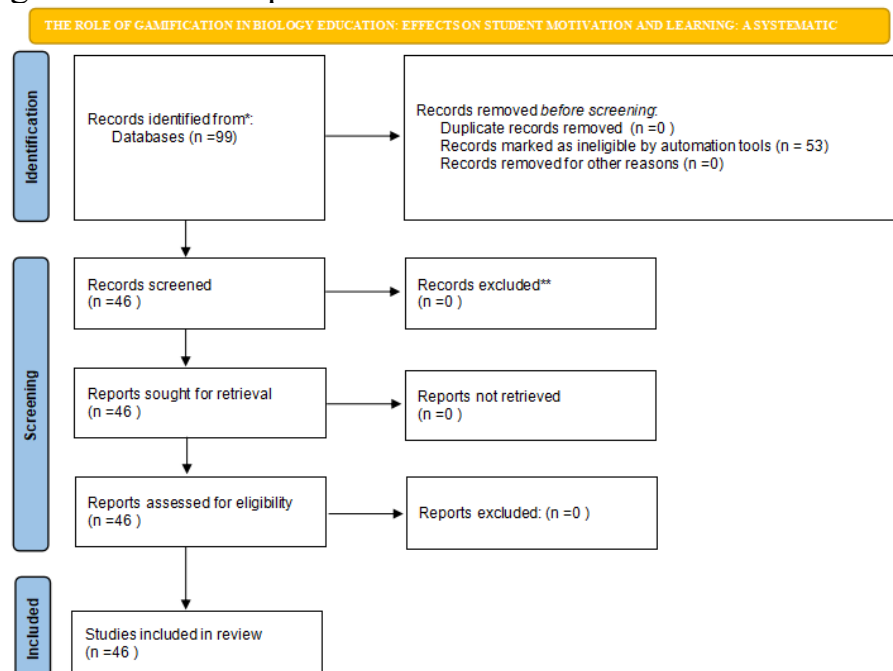 THE ROLE OF GAMIFICATION IN BIOLOGY EDUCATION: EFFECTS ON STUDENT MOTIVATION AND LEARNING: A SYSTEMATIC
Identification
Records identified from*:
Databases (n =99)
Records removed before screening:
Duplicate records removed (n =0 )
Records marked as ineligible by automation tools (n = 53)
Records removed for other reasons (n =0)
Screening
Records screened
(n =46 )
Records excluded**
(n =0 )
Reports sought for retrieval
(n =46 )
Reports not retrieved
(n =0 )
Reports assessed for eligibility
(n =46 )
Reports excluded: (n =0 )
Included
Studies included in review
(n =46 )